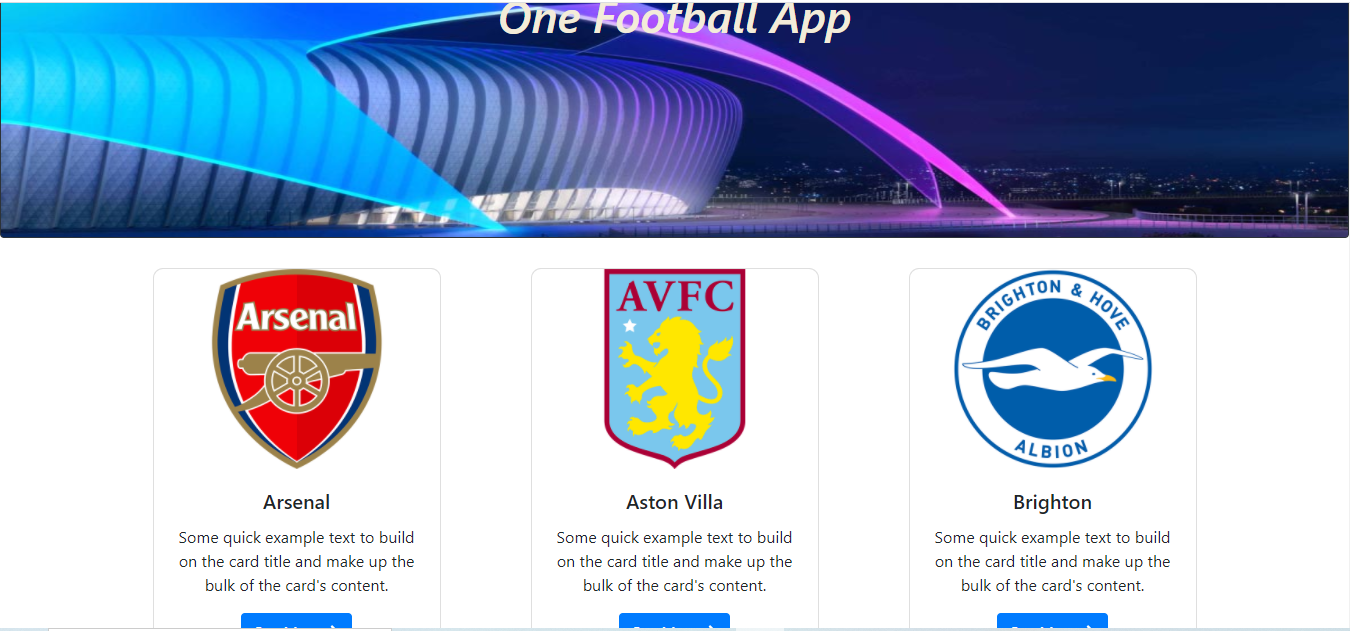 One Football App
Arsenal
AVFC
BRIGHTON & HOVE
ALBION
Arsenal
Aston Villa
Brighton
Some quick example text to build
on the card title and make up the
bulk of the card's content.
Some quick example text to build
on the card title and make up the
bulk of the card's content.
Some quick example text to build
on the card title and make up the
bulk of the card's content.